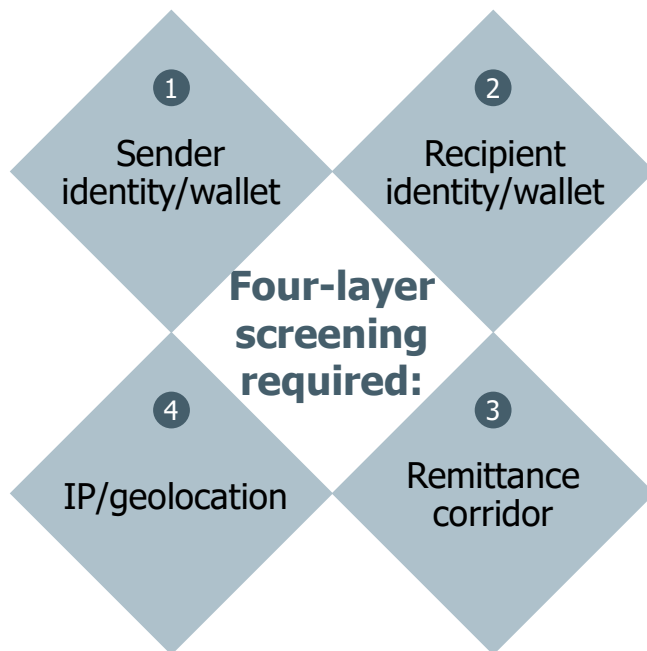 1
Sender
identity/wallet
2
Recipient
identity/wallet
Four-layer
screening
required:
4
IP/geolocation
3
Remittance
corridor